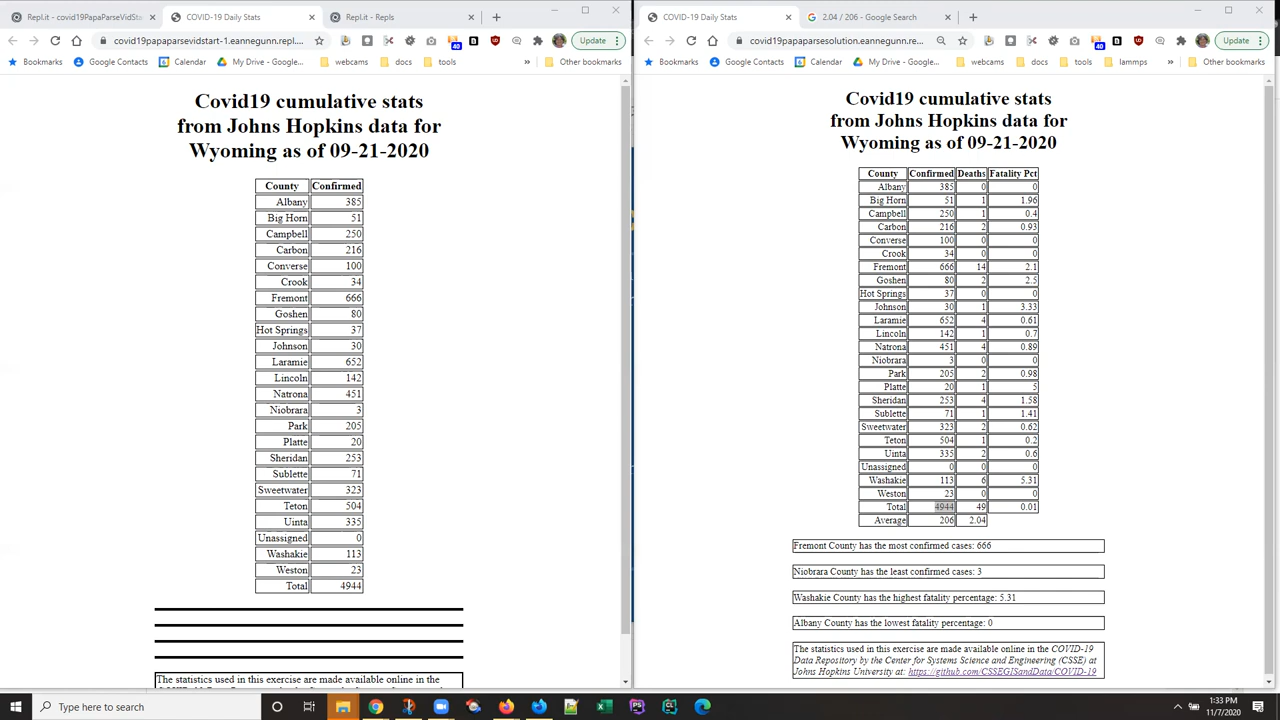 Repl.it - covid19PapaParseVidSta
COVID-19 Daily Stats
Repl.it - Repls
covid19papaparsevidstart-1.eannegunn.repl...
40
Update
Bookmarks
Google Contacts
Calendar
My Drive - Google...
webcams
docs
tools
»
Other bookmarks
Covid19 cumulative stats
from Johns Hopkins data for
Wyoming as of 09-21-2020
County Confirmed
Albany 385
Big Horn 51
Campbell 250
Carbon 216
Converse 100
Crook 34
Fremont 666
Goshen 80
Hot Springs 37
Johnson 30
Laramie 652
Lincoln 142
Natrona 451
Niobrara 3
Park 205
Platte 20
Sheridan 253
Sublette 71
Sweetwater 323
Teton 504
Uinta 335
Unassigned 0
Washakie 113
Weston 23
Total 4944
The statistics used in this exercise are made available online in the
COVID-19 Daily Stats
2.04 / 206 - Google Search
covid19papaparsesolution.eannegunn.re...
40
Update
Bookmarks
Google Contacts
Calendar
My Drive - Google...
webcams
docs
tools
lammps
»
Other bookmarks
Covid19 cumulative stats
from Johns Hopkins data for
Wyoming as of 09-21-2020
County Confirmed Deaths Fatality Pct
Albany 385 0 0
Big Horn 51 1 1.96
Campbell 250 1 0.4
Carbon 216 2 0.93
Converse 100 0 0
Crook 34 0 0
Fremont 666 14 2.1
Goshen 80 2 2.5
Hot Springs 37 0 0
Johnson 30 1 3.33
Laramie 652 4 0.61
Lincoln 142 1 0.7
Natrona 451 4 0.89
Niobrara 3 0 0
Park 205 2 0.98
Platte 20 1 5
Sheridan 253 4 1.58
Sublette 71 1 1.41
Sweetwater 323 2 0.62
Teton 504 1 0.2
Uinta 335 2 0.6
Unassigned 0 0 0
Washakie 113 6 5.31
Weston 23 0 0
Total 4944 49 0.01
Average 206 2.04
Fremont County has the most confirmed cases: 666
Niobrara County has the least confirmed cases: 3
Washakie County has the highest fatality percentage: 5.31
Albany County has the lowest fatality percentage: 0
The statistics used in this exercise are made available online in the COVID-19
Data Repository by the Center for Systems Science and Engineering (CSSE) at
Johns Hopkins University at: https://github.com/CSSEGISandData/COVID-19
Type here to search
1:33 PM
11/7/2020